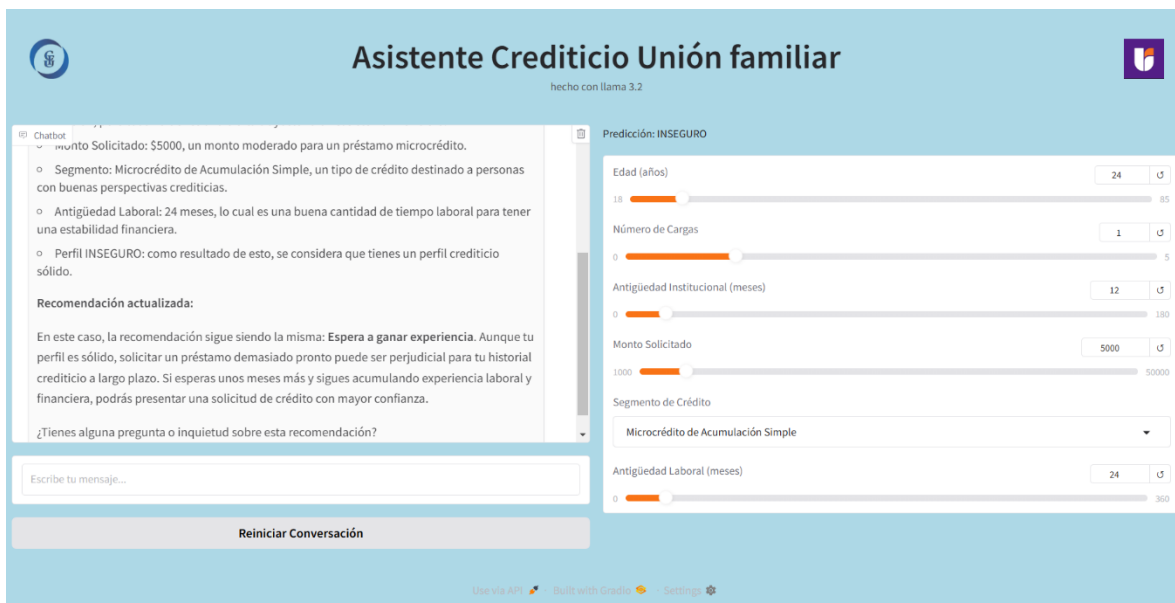 Asistente Crediticio Unión familiar
hecho con llama 3.2
Chatbot
Monto Solicitado: $5000, un monto moderado para un préstamo microcrédito.
Segmento: Microcrédito de Acumulación Simple, un tipo de crédito destinado a personas
con buenas perspectivas crediticias.
Antigüedad Laboral: 24 meses, lo cual es una buena cantidad de tiempo laboral para tener
una estabilidad financiera.
Perfil INSEGURO: como resultado de esto, se considera que tienes un perfil crediticio
sólido.
Recomendación actualizada:
En este caso, la recomendación sigue siendo la misma: Espera a ganar experiencia. Aunque tu
perfil es sólido, solicitar un préstamo demasiado pronto puede ser perjudicial para tu historial
crediticio a largo plazo. Si esperas unos meses más y sigues acumulando experiencia laboral y
financiera, podrás presentar una solicitud de crédito con mayor confianza.
¿Tienes alguna pregunta o inquietud sobre esta recomendación?
Escribe tu mensaje...
Reiniciar Conversación
Predicción: INSEGURO
Edad (años)
24
18
85
Número de Cargas
1
0
5
Antigüedad Institucional (meses)
12
0
180
Monto Solicitado
5000
1000
50000
Segmento de Crédito
Microcrédito de Acumulación Simple
Antigüedad Laboral (meses)
24
0
360
Use via API · Built with Gradio · Settings